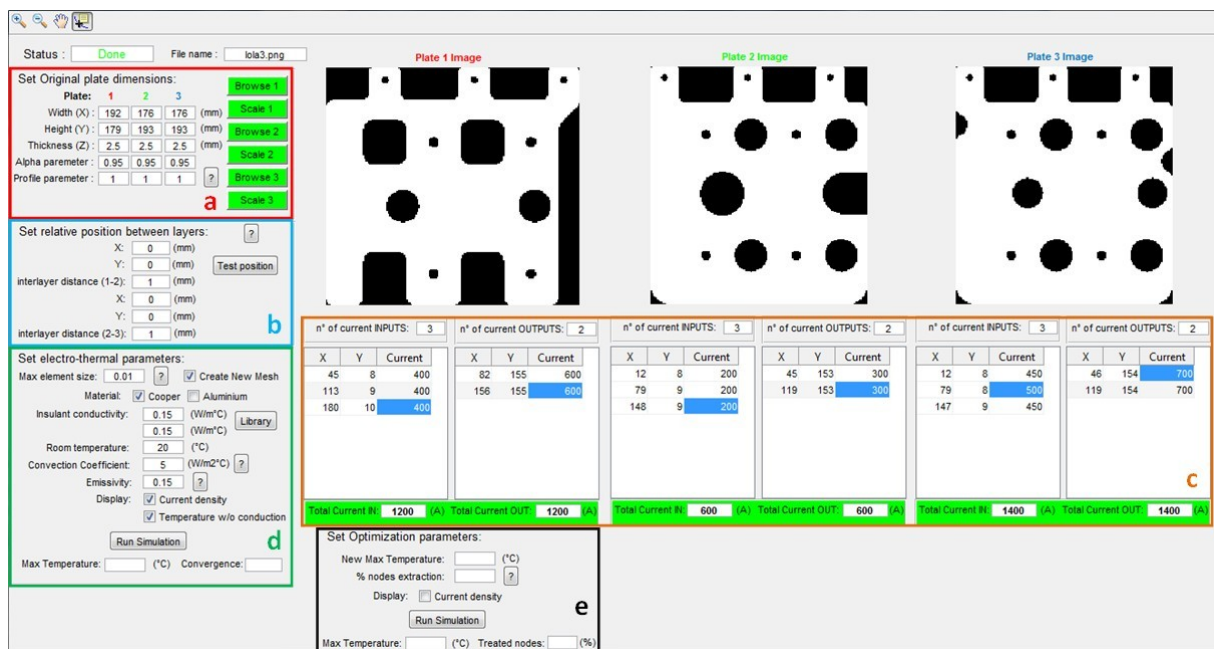 Status : Done File name : lola3.png
Plate 1 Image Plate 2 Image Plate 3 Image
Set Original plate dimensions:
Browse 1
Plate: 1 2 3
Width (X) : 192 176 176 (mm) Scale 1
Height (Y) : 179 193 193 (mm) Browse 2
Thickness (Z) : 2.5 2.5 2.5 (mm)
Scale 2
Alpha paremeter : 0.95 0.95 0.95
Profile paremeter : 1 1 1 ? Browse 3
a Scale 3
Set relative position between layers: ?
X: 0 (mm)
Y: 0 (mm) Test position
interlayer distance (1-2): 1 (mm)
X: 0 (mm)
Y: 0 (mm)
interlayer distance (2-3): 1 (mm)
b
Set electro-thermal parameters:
Max element size: 0.01 ? Create New Mesh
Material: Cooper Aluminium
Insulant conductivity: 0.15 (W/m°C) Library
0.15 (W/m°C)
Room temperature: 20 (°C)
Convection Coefficient: 5 (W/m2°C) ?
Emissivity: 0.15 ?
Display: Current density
Temperature w/o conduction
Run Simulation d
Max Temperature: (°C) Convergence:
n° of current INPUTS: 3 n° of current OUTPUTS: 2 n° of current INPUTS: 3 n° of current OUTPUTS: 2 n° of current INPUTS: 3 n° of current OUTPUTS: 2
X Y Current X Y Current X Y Current X Y Current X Y Current X Y Current
45 8 400 82 155 600 12 8 200 45 153 300 12 8 450 46 154 700
113 9 400 156 155 600 79 9 200 119 153 300 79 8 500 119 154 700
180 10 400 148 9 200 147 9 450
c
Total Current IN: 1200 (A) Total Current OUT: 1200 (A) Total Current IN: 600 (A) Total Current OUT: 600 (A) Total Current IN: 1400 (A) Total Current OUT: 1400 (A)
Set Optimization parameters:
New Max Temperature: (°C)
% nodes extraction: ?
Display: Current density
e
Run Simulation
Max Temperature: (°C) Treated nodes: (%)